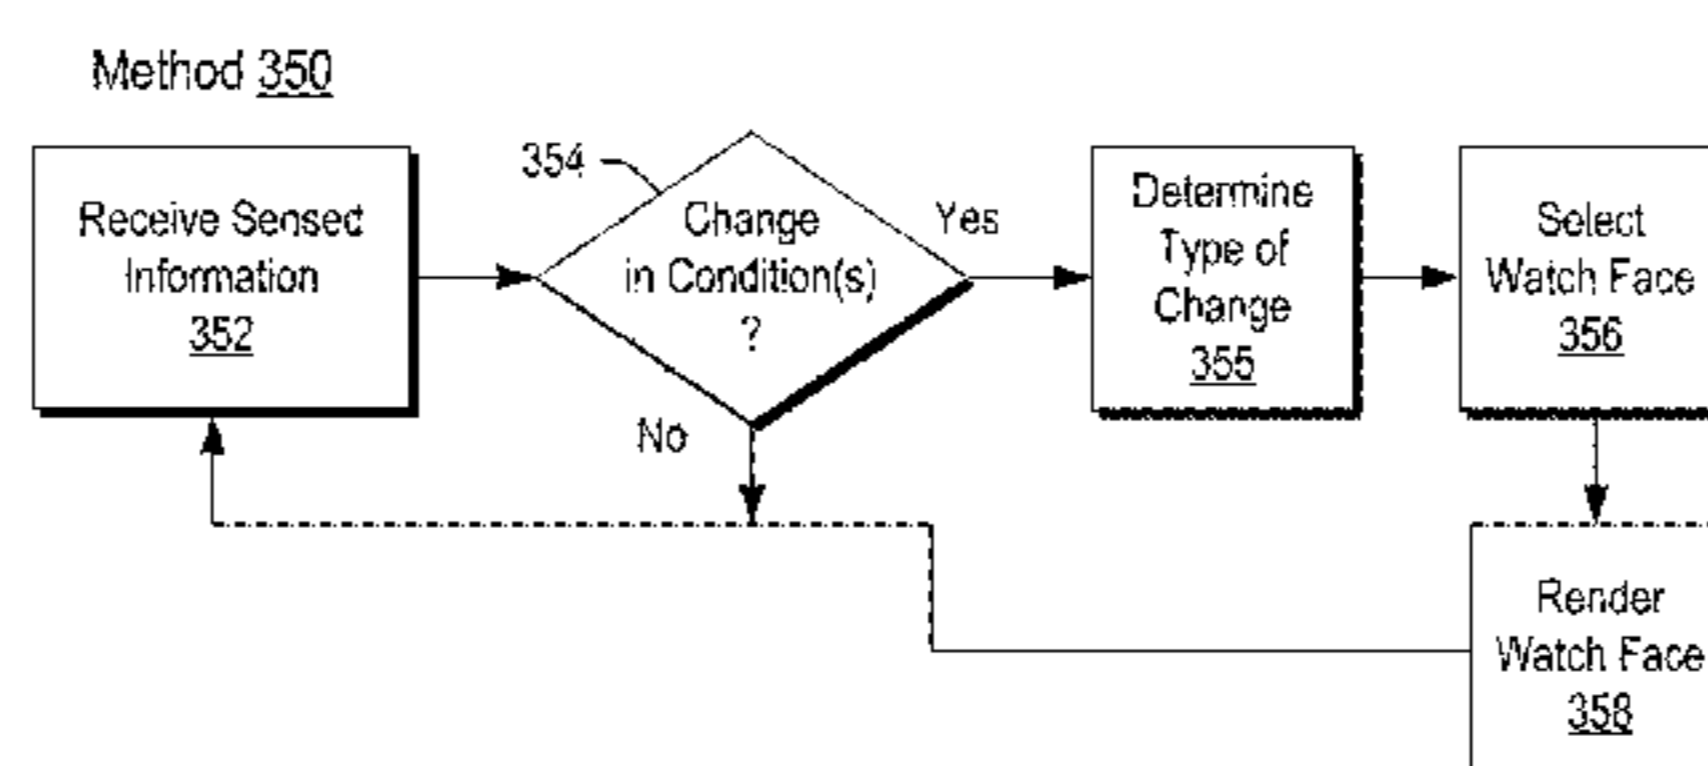 Method 350
Receive Sensed
Information
352
354
Change
in Condition(s)
?
Yes
No
Determine
Type of
Change
355
Select
Watch Face
356
Render
Watch Face
358